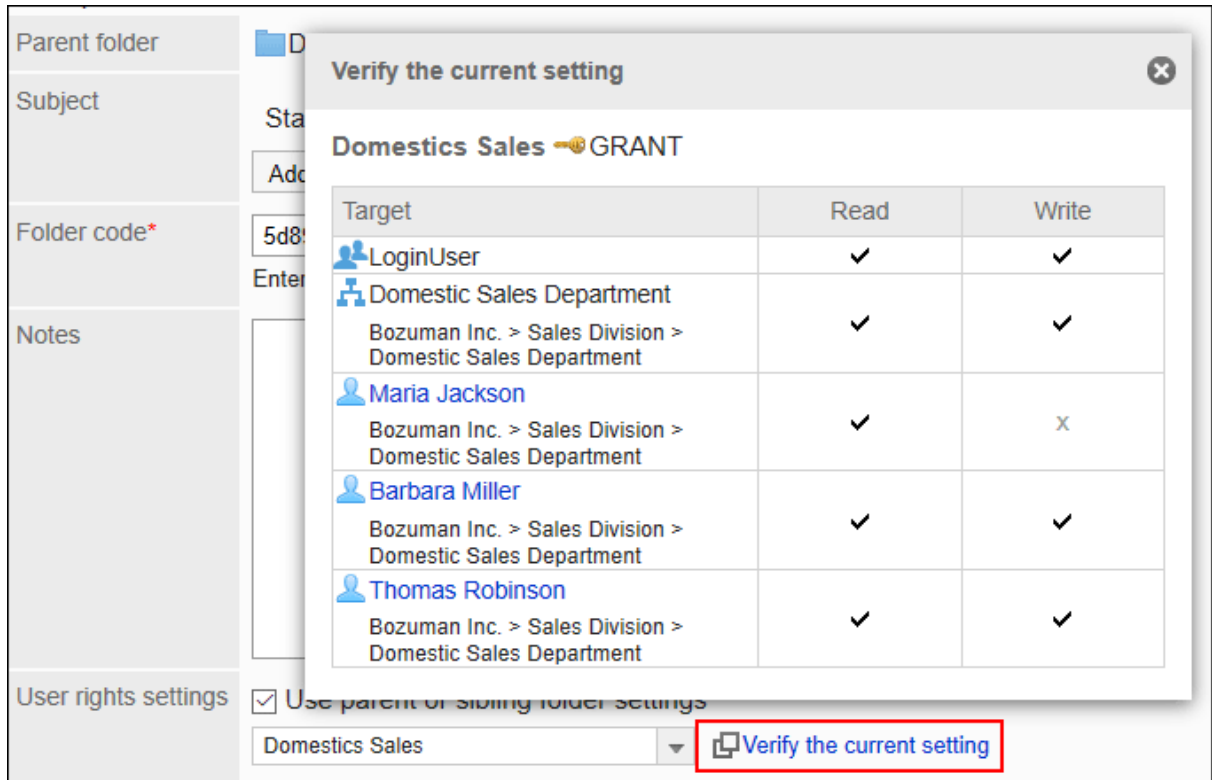 Parent folder
D
Verify the current setting
Subject
Sta
Domestics Sales GRANT
Add
Target Read Write
Folder code*
5d89
LoginUser
Enter
Domestic Sales Department
Bozuman Inc. > Sales Division >
Domestic Sales Department
Notes
Maria Jackson
Bozuman Inc. > Sales Division >
Domestic Sales Department
x
Barbara Miller
Bozuman Inc. > Sales Division >
Domestic Sales Department
Thomas Robinson
Bozuman Inc. > Sales Division >
Domestic Sales Department
User rights settings
Use parent or sibling folder settings
Domestics Sales
Verify the current setting